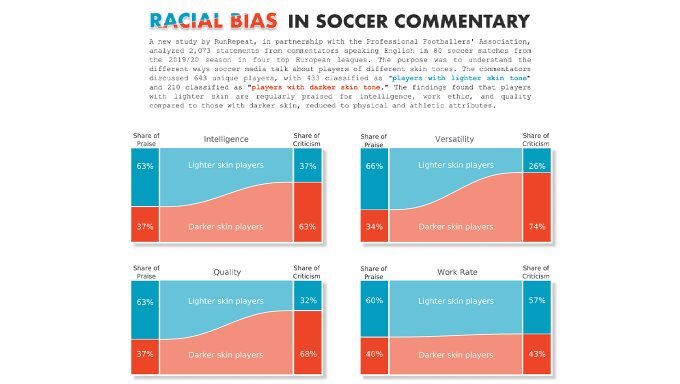 RACIAL BIAS IN SOCCER COMMENTARY
A new study by RunRepeat, in partnership with the Professional Footballers' Association,
analyzed 2,073 statements from commentators speaking English in 80 soccer matches from
the 2019/20 season in four top European leagues. The purpose was to understand the
different ways soccer media talk about players of different skin tones. The commentators
discussed 643 unique players, with 433 classified as "players with lighter skin tone"
and 210 classified as "players with darker skin tone." The findings found that players
with lighter skin are regularly praised for intelligence, work ethic, and quality
compared to those with darker skin, reduced to physical and athletic attributes.
Share of Praise
Intelligence
Share of Criticism
63%
Lighter skin players
37%
37%
Darker skin players
63%
Share of Praise
Versatility
Share of Criticism
66%
Lighter skin players
26%
34%
Darker skin players
74%
Share of Praise
Quality
Share of Criticism
63%
Lighter skin players
32%
37%
Darker skin players
68%
Share of Praise
Work Rate
Share of Criticism
60%
Lighter skin players
57%
40%
Darker skin players
43%